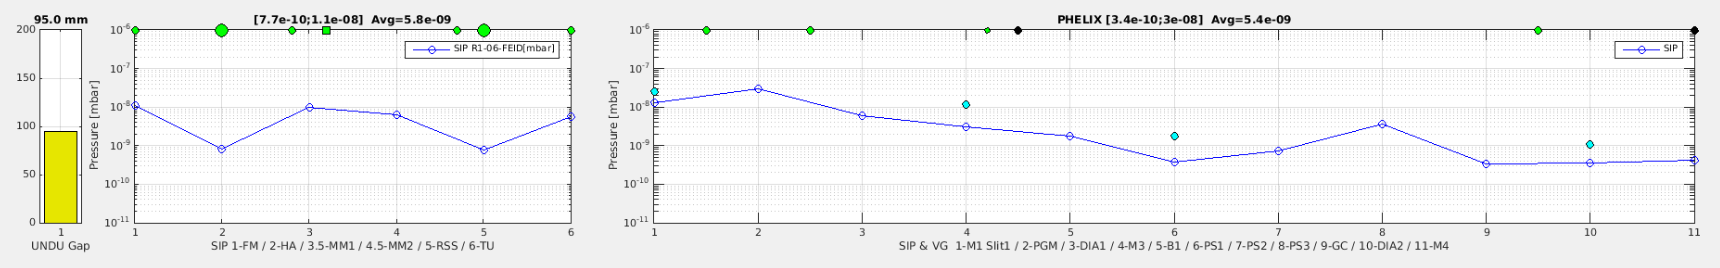 95.0 mm
200
150
100
50
0
1
UNDU Gap
[7.7e-10;1.1e-08] Avg=5.8e-09
Pressure [mbar]
10^-6
10^-7
10^-8
10^-9
10^-10
10^-11
SIP R1-06-FEID[mbar]
1 2 3 4 5 6
SIP 1-FM / 2-HA / 3.5-MM1 / 4.5-MM2 / 5-RSS / 6-TU
PHELIX [3.4e-10;3e-08] Avg=5.4e-09
Pressure [mbar]
10^-6
10^-7
10^-8
10^-9
10^-10
10^-11
SIP
1 2 3 4 5 6 7 8 9 10 11
SIP & VG 1-M1 Slit1 / 2-PGM / 3-DIA1 / 4-M3 / 5-B1 / 6-PS1 / 7-PS2 / 8-PS3 / 9-GC / 10-DIA2 / 11-M4